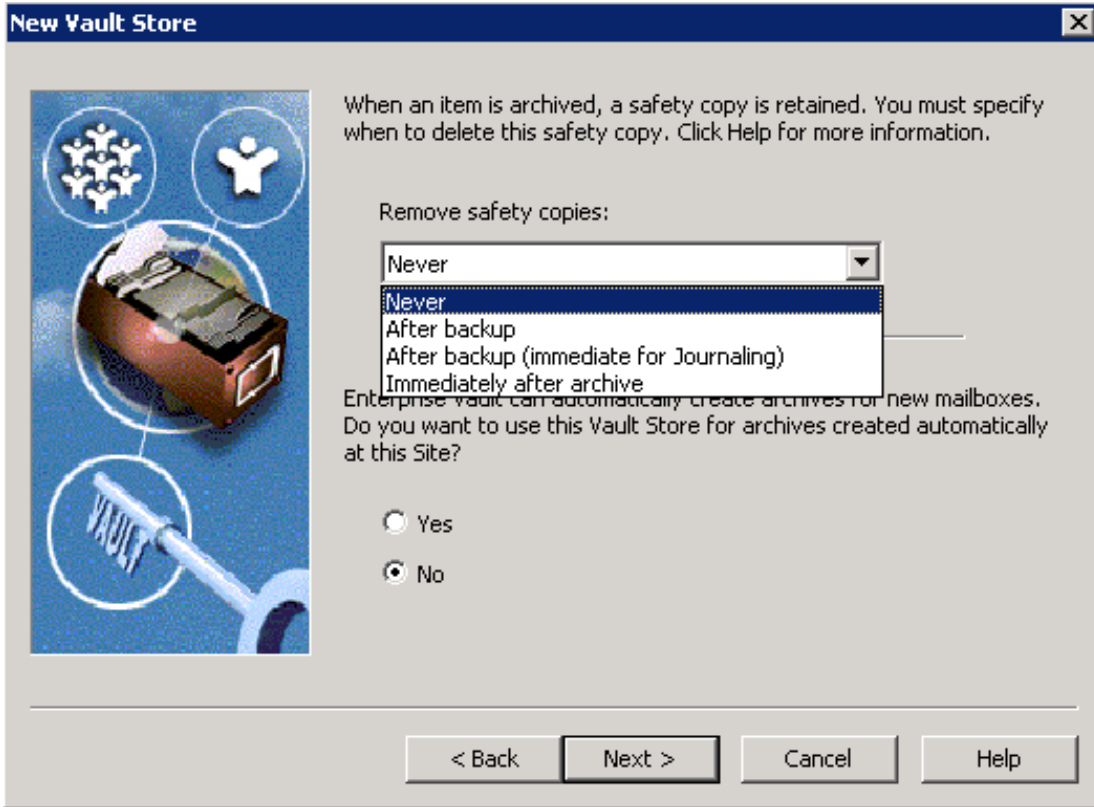 New Vault Store
When an item is archived, a safety copy is retained. You must specify
when to delete this safety copy. Click Help for more information.
Remove safety copies:
Never
Never
After backup
After backup (immediate for Journaling)
Immediately after archive
Enterprise Vault can automatically create archives for new mailboxes.
Do you want to use this Vault Store for archives created automatically
at this Site?
Yes
No
VAULT
< Back
Next >
Cancel
Help